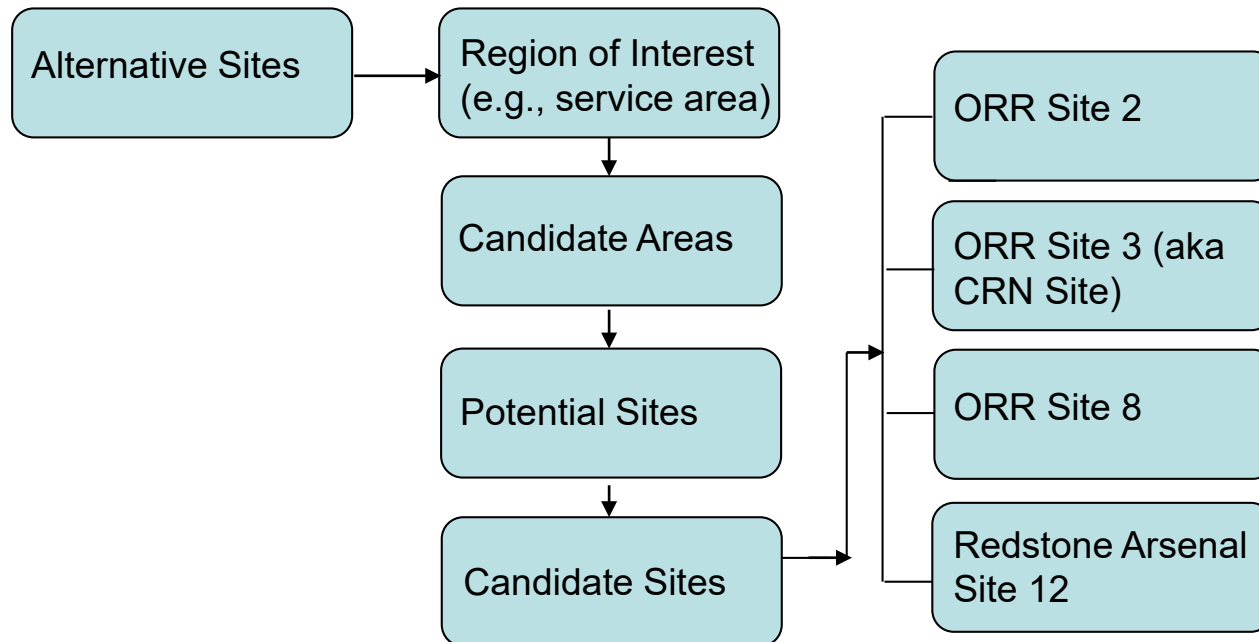 Alternative Sites
Region of Interest
(e.g., service area)
Candidate Areas
Potential Sites
Candidate Sites
ORR Site 2
ORR Site 3 (aka
CRN Site)
ORR Site 8
Redstone Arsenal
Site 12